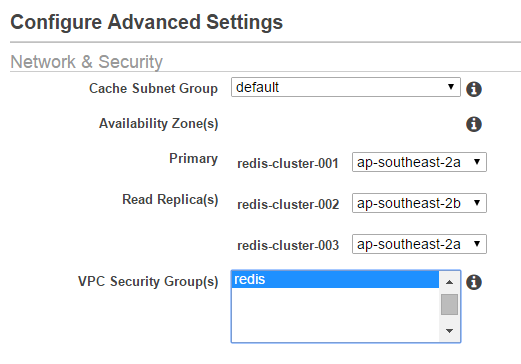 Configure Advanced Settings
Network & Security
Cache Subnet Group default
Availability Zone(s)
Primary redis-cluster-001 ap-southeast-2a
Read Replica(s) redis-cluster-002 ap-southeast-2b
redis-cluster-003 ap-southeast-2a
VPC Security Group(s) redis